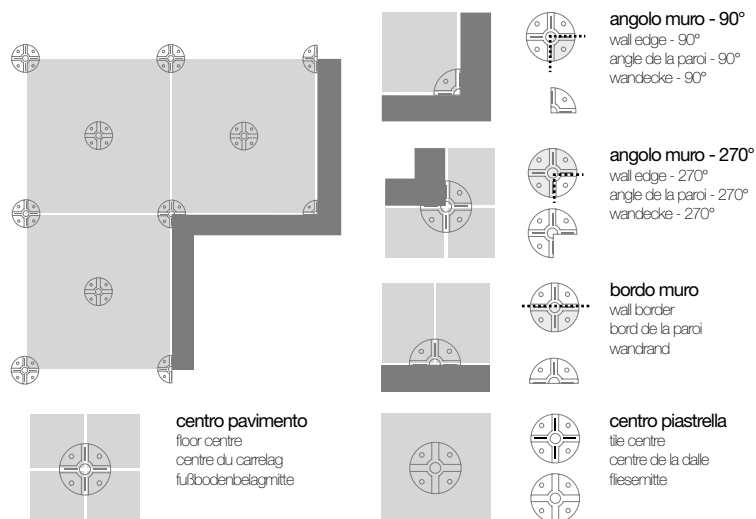 angolo muro - 90°
wall edge - 90°
angle de la paroi - 90°
wandecke - 90°
angolo muro - 270°
wall edge - 270°
angle de la paroi - 270°
wandecke - 270°
bordo muro
wall border
bord de la paroi
wandrand
centro pavimento
floor centre
centre du carrelag
fußbodenbelagmitte
centro piastrella
tile centre
centre de la dalle
fliesemitte